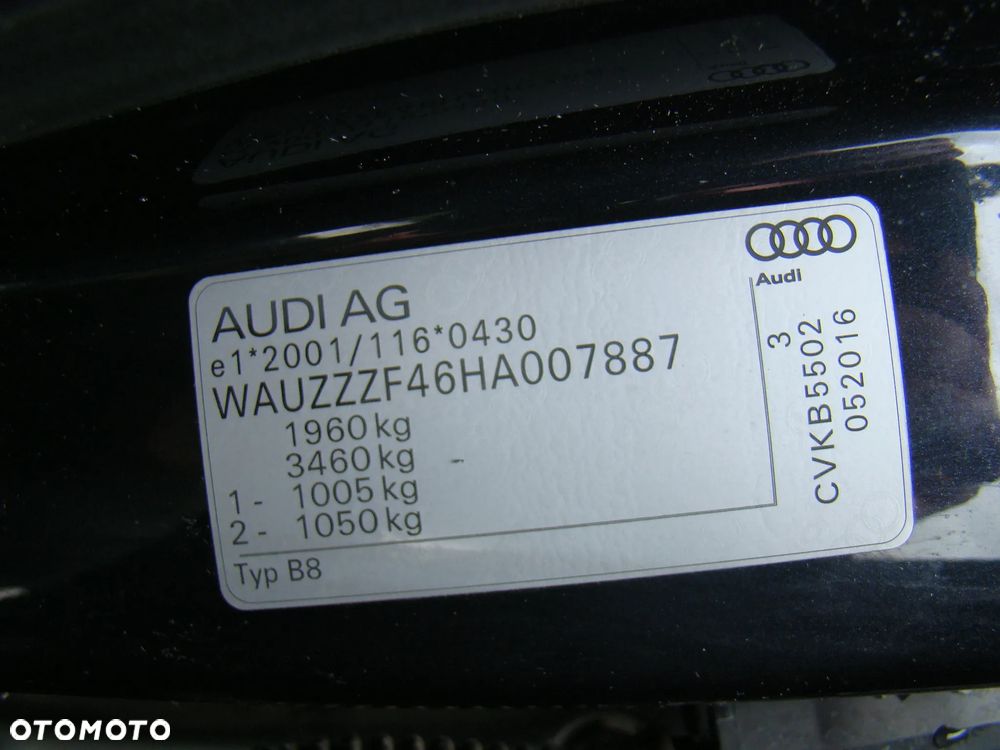 AUDI AG
e1*2001/116*0430
WAUZZZF46HA007887
1960 kg
3460 kg
1 - 1005 kg
2 - 1050 kg
Typ B8
Audi
3
CVKB5502
052016
OTOMOTO